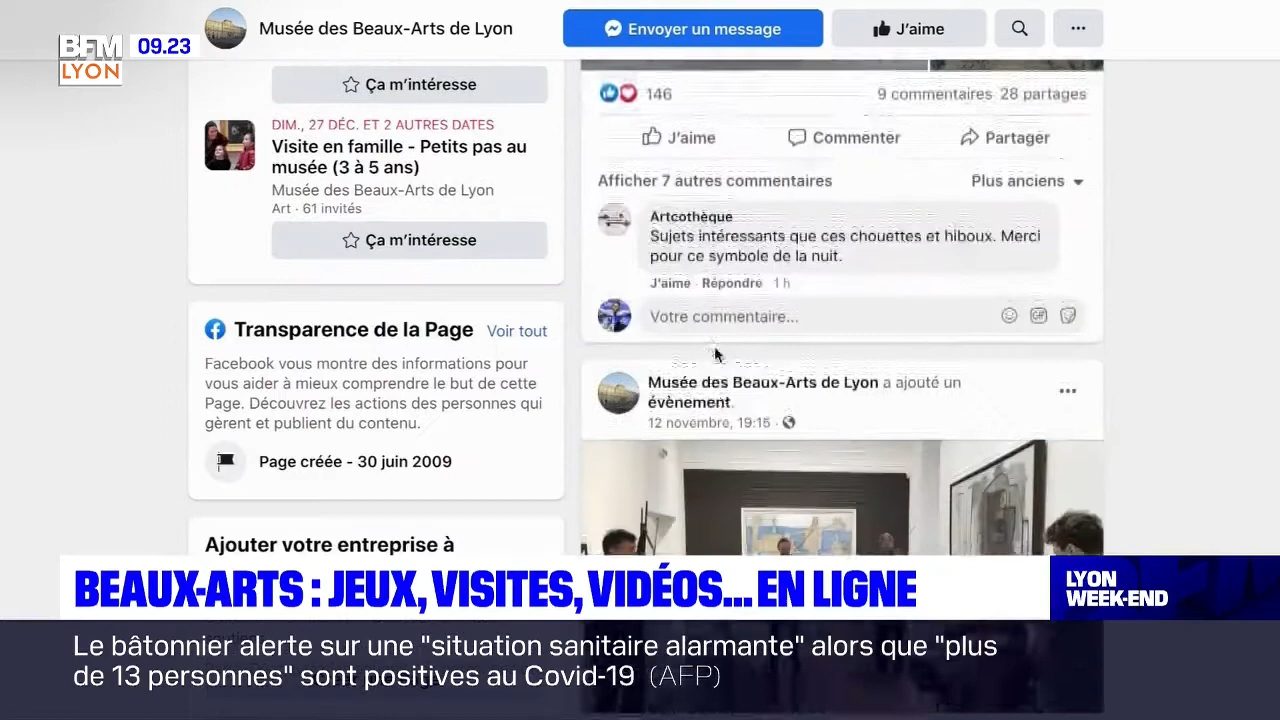 Musée des Beaux-Arts de Lyon
Envoyer un message
J'aime
BFM
LYON
09.23
Ça m'intéresse
DIM., 27 DÉC. ET 2 AUTRES DATES
Visite en famille - Petits pas au
musée (3 à 5 ans)
Musée des Beaux-Arts de Lyon
Art · 61 invités
Ça m'intéresse
Transparence de la Page
Voir tout
Facebook vous montre des informations pour
vous aider à mieux comprendre le but de cette
Page. Découvrez les actions des personnes qui
gèrent et publient du contenu.
Page créée - 30 juin 2009
Ajouter votre entreprise à
146
9 commentaires 28 partages
J'aime
Commenter
Partager
Afficher 7 autres commentaires
Plus anciens
Artcothèque
Sujets intéressants que ces chouettes et hiboux. Merci
pour ce symbole de la nuit.
J'aime · Répondre · 1 h
Votre commentaire...
GIF
Musée des Beaux-Arts de Lyon a ajouté un
évènement.
12 novembre, 19:15 ·
BEAUX-ARTS : JEUX, VISITES, VIDÉOS... EN LIGNE
LYON
WEEK-END
Le bâtonnier alerte sur une "situation sanitaire alarmante" alors que "plus
de 13 personnes" sont positives au Covid-19 (AFP)